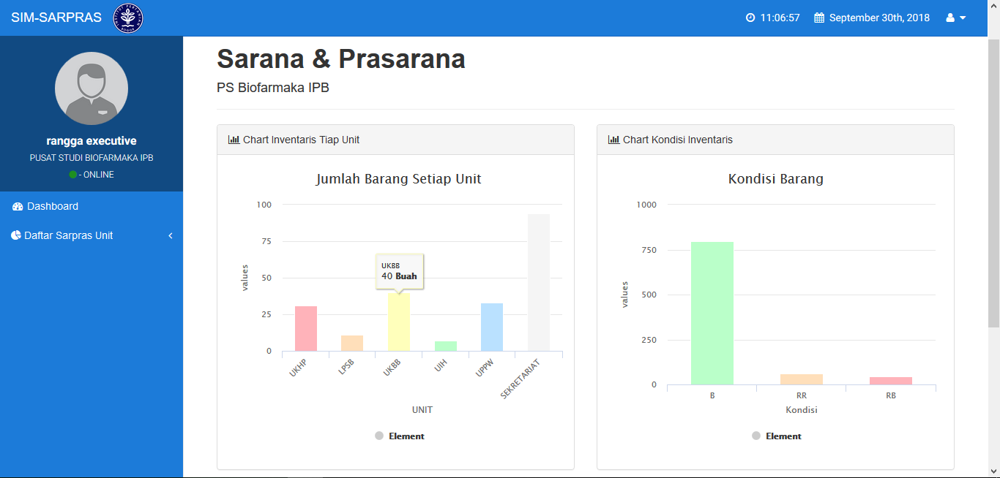 SIM-SARPRAS
INSTITUT PERTANIAN
BOGOR
11:06:57
September 30th, 2018
rangga executive
PUSAT STUDI BIOFARMAKA IPB
- ONLINE
Dashboard
Daftar Sarpras Unit
Sarana & Prasarana
PS Biofarmaka IPB
Chart Inventaris Tiap Unit
Jumlah Barang Setiap Unit
100
75
50
25
0
values
UKBB
40 Buah
UKHP
LPSB
UKBB
UIH
UPPW
SEKRETARIAT
UNIT
Element
Chart Kondisi Inventaris
Kondisi Barang
1000
750
500
250
0
values
B
RR
RB
Kondisi
Element